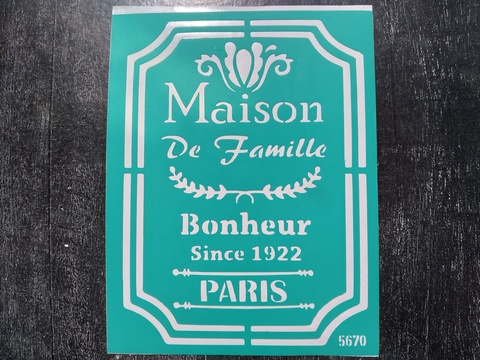 Maison
De Famille
Bonheur
Since 1922
PARIS
5670